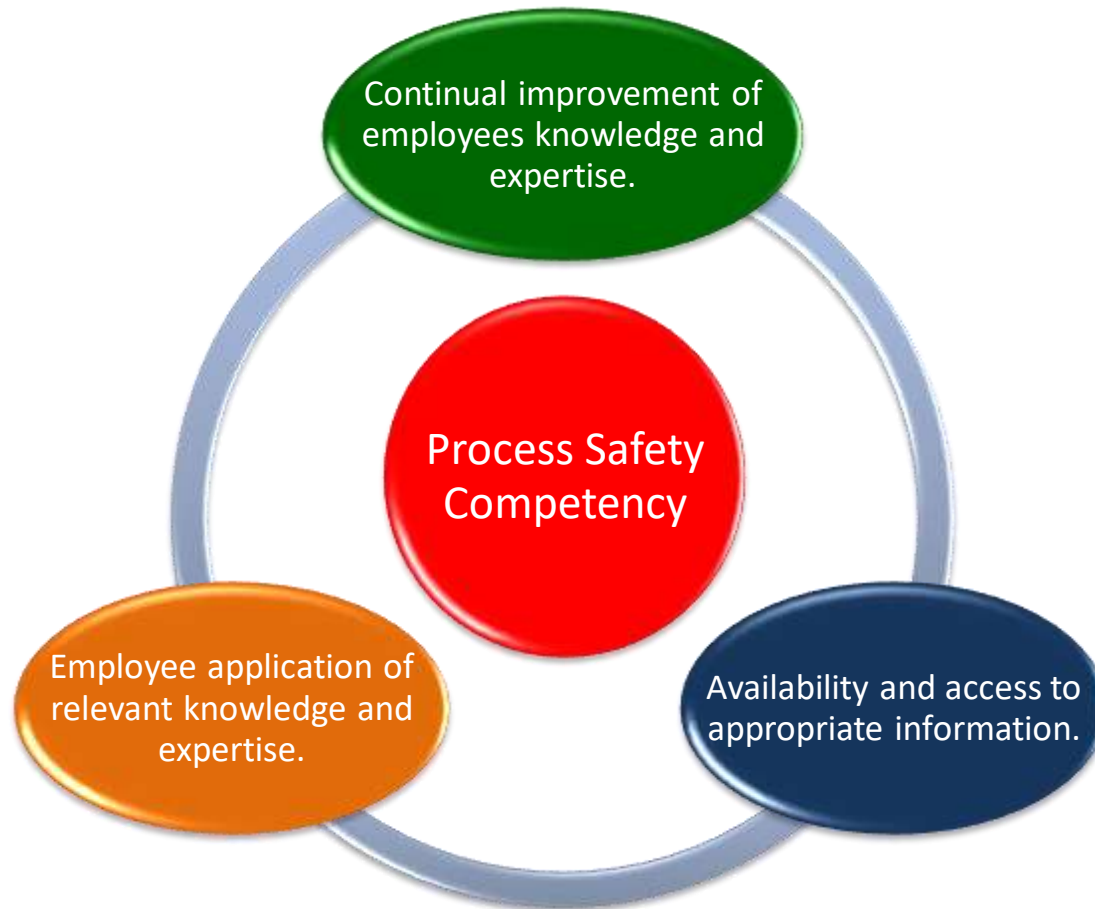 Continual improvement of
employees knowledge and
expertise.
Process Safety
Competency
Employee application of
relevant knowledge and
expertise.
Availability and access to
appropriate information.